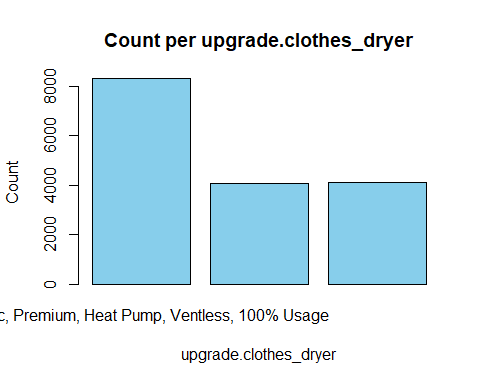 Count per upgrade.clothes_dryer
8000
6000
4000
2000
0
Count
c, Premium, Heat Pump, Ventless, 100% Usage
upgrade.clothes_dryer